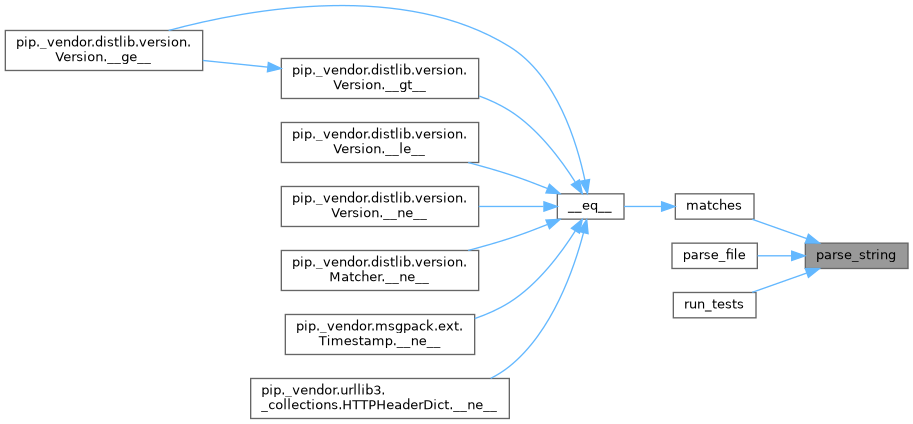 pip._vendor.distlib.version.
Version.__ge__
pip._vendor.distlib.version.
Version.__gt__
pip._vendor.distlib.version.
Version.__le__
pip._vendor.distlib.version.
Version.__ne__
pip._vendor.distlib.version.
Matcher.__ne__
pip._vendor.msgpack.ext.
Timestamp.__ne__
pip._vendor.urllib3.
_collections.HTTPHeaderDict.__ne__
__eq__
matches
parse_file
run_tests
parse_string